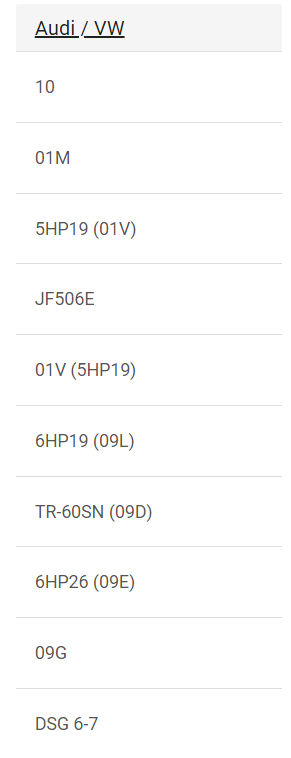 Audi / VW
10
01M
5HP19 (01V)
JF506E
01V (5HP19)
6HP19 (09L)
TR-60SN (09D)
6HP26 (09E)
09G
DSG 6-7